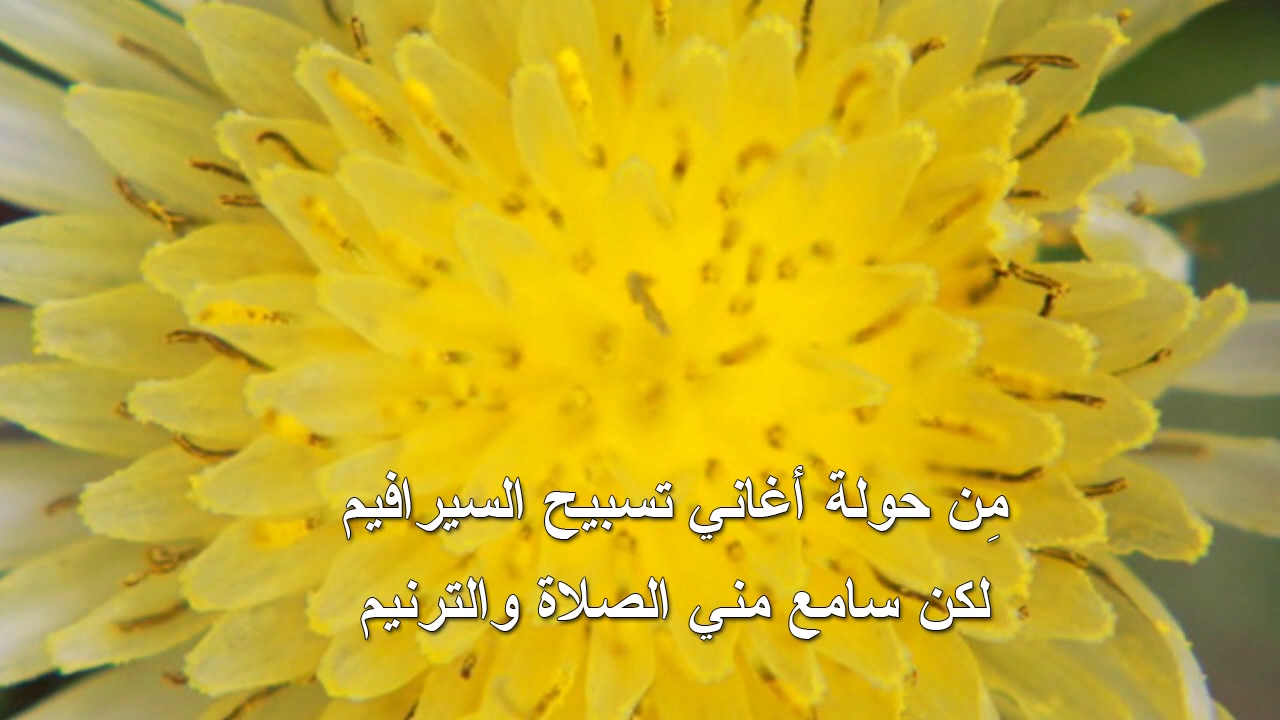 مِن حولة أغاني تسبيح السيرافيم
لكن سامع مني الصلاة والترنيم